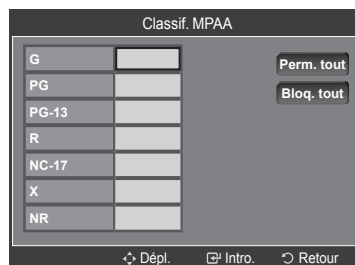 Classif. MPAA
G
PG
PG-13
R
NC-17
X
NR
Perm. tout
Bloq. tout
Dépl. Intro. Retour